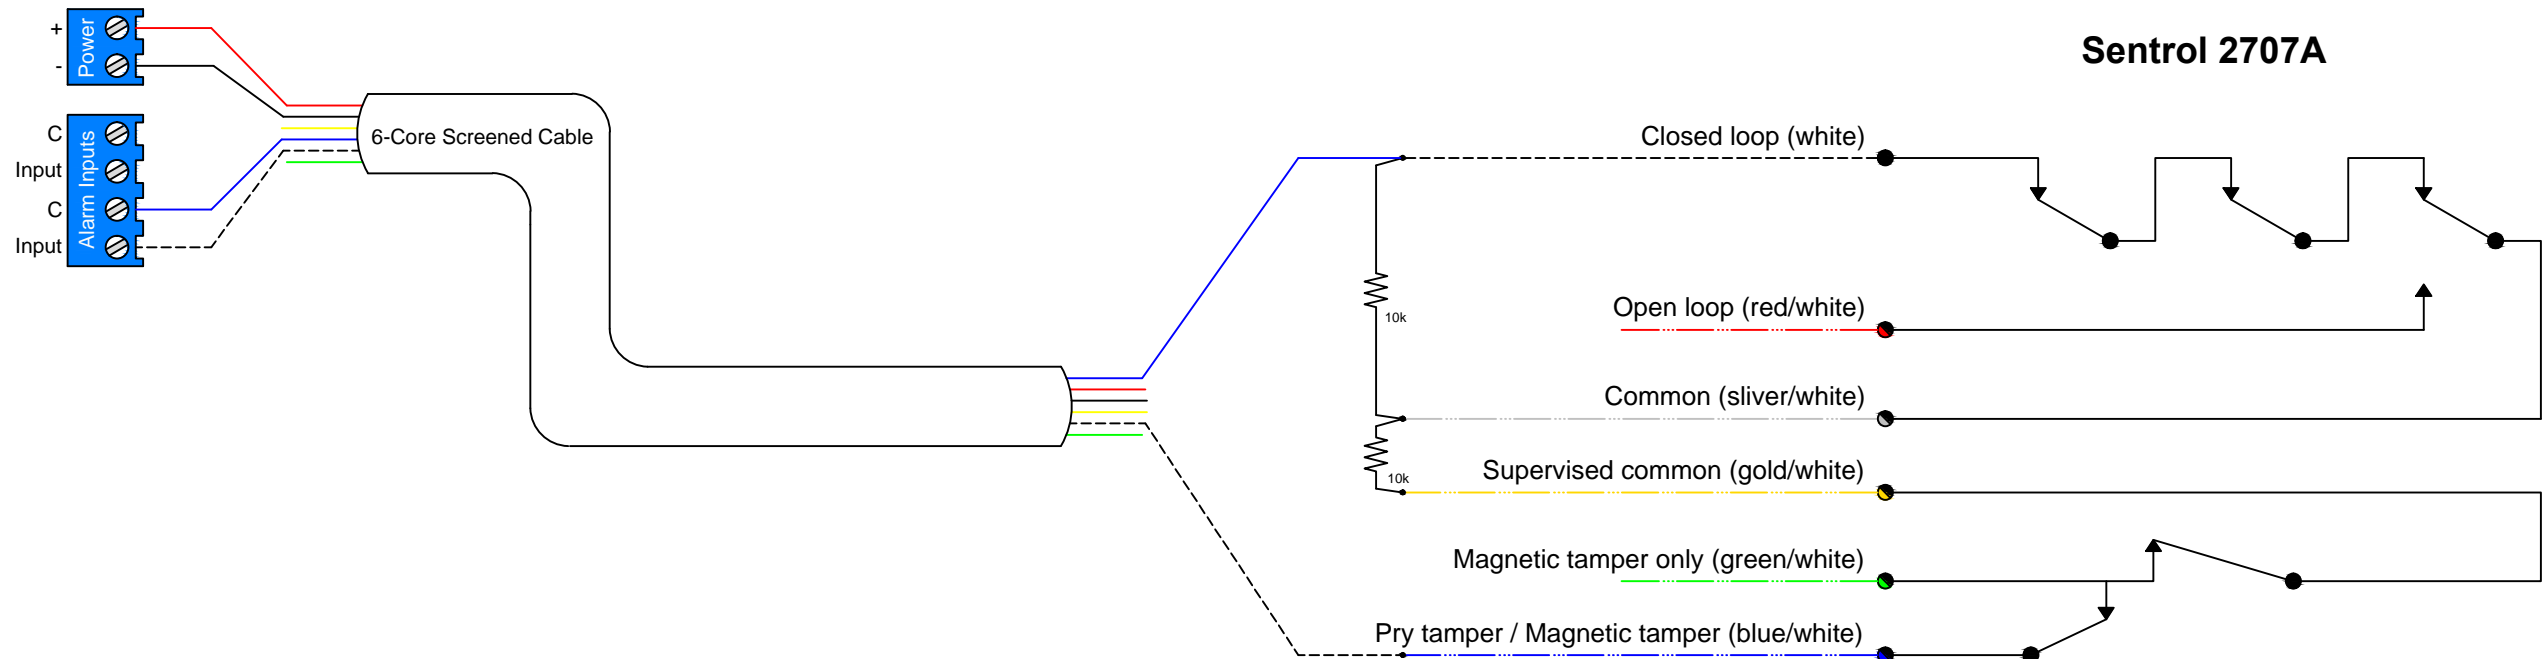 Sentrol 2707A
+
-
Power
C
Input
C
Input
Alarm Inputs
6-Core Screened Cable
Closed loop (white)
10k
Open loop (red/white)
Common (sliver/white)
10k
Supervised common (gold/white)
Magnetic tamper only (green/white)
Pry tamper / Magnetic tamper (blue/white)